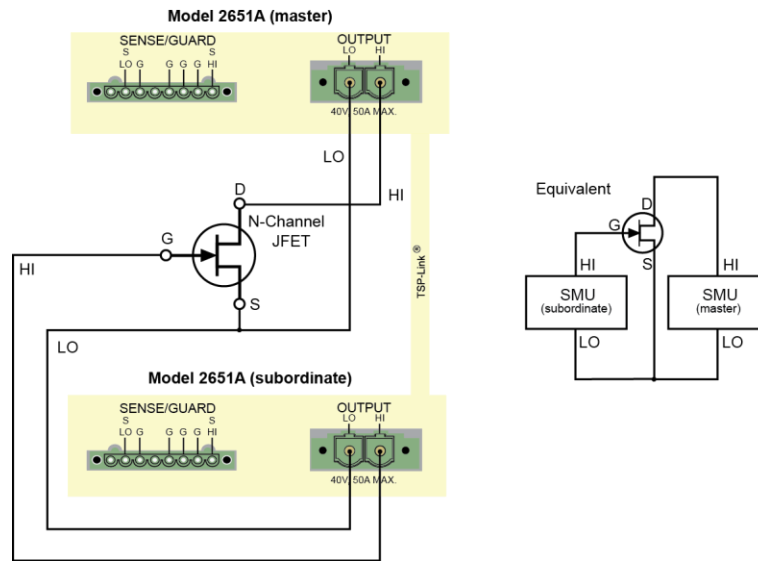 Model 2651A (master)
SENSE/GUARD
S S
LO G G G G HI
OUTPUT
LO HI
40V, 50A MAX.
LO
HI
D
N-Channel
JFET
G
HI
S
LO
TSP-Link®
Model 2651A (subordinate)
SENSE/GUARD
S S
LO G G G G HI
OUTPUT
LO HI
40V, 50A MAX.
HI
Equivalent
D
G
S
HI
HI
SMU
(subordinate)
SMU
(master)
LO
LO